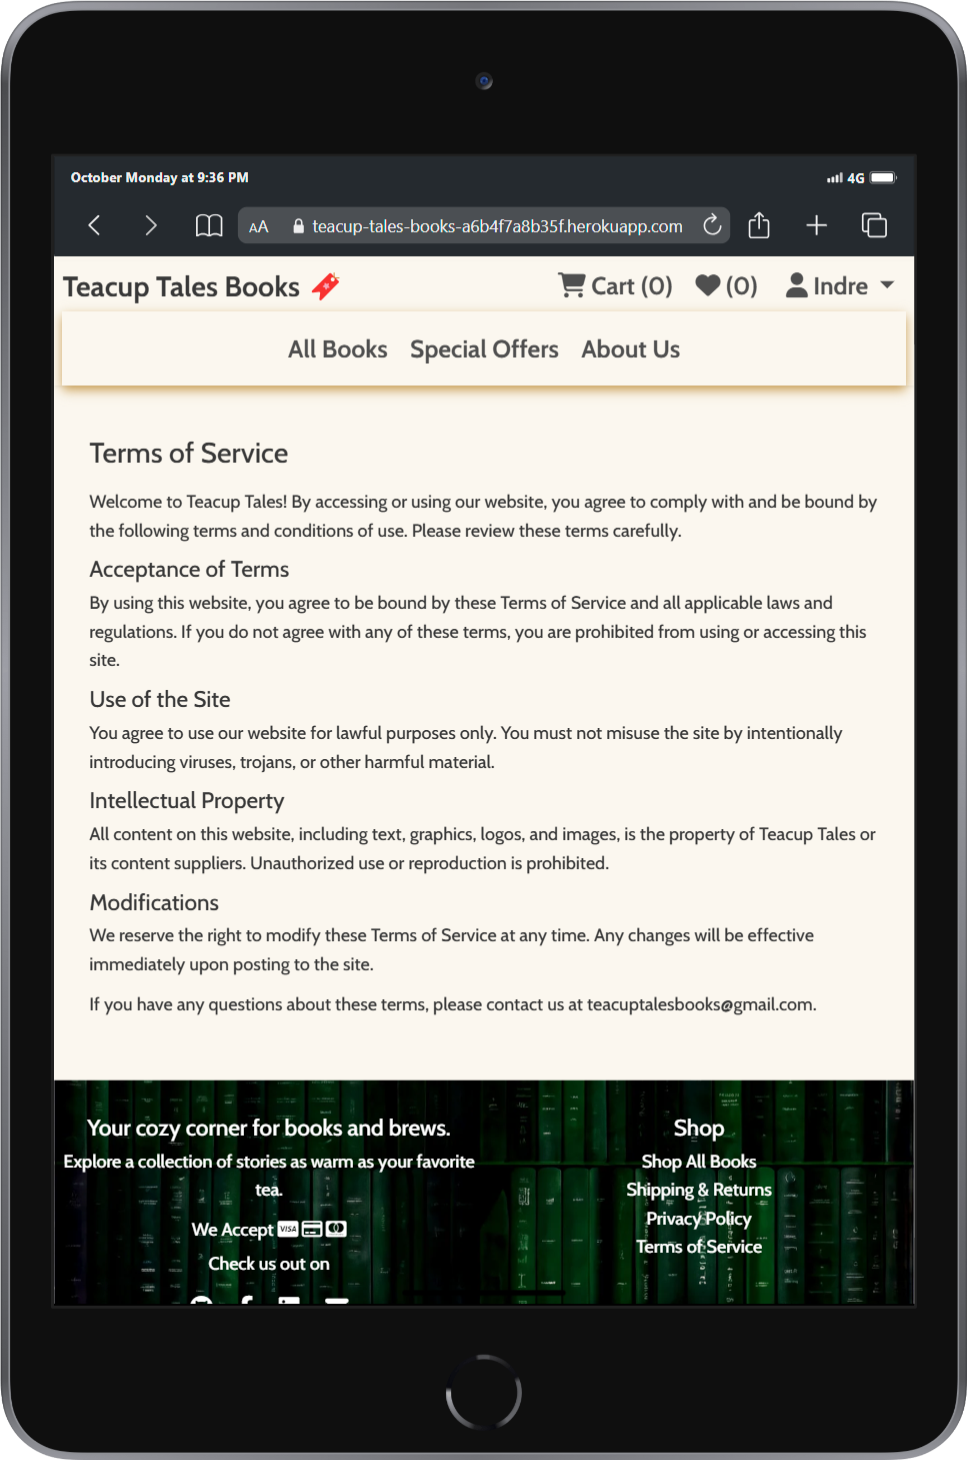 October Monday at 9:36 PM
4G
AA teacup-tales-books-a6b4f7a8b35f.herokuapp.com
Teacup Tales Books Cart (0) (0) Indre
All Books Special Offers About Us
Terms of Service
Welcome to Teacup Tales! By accessing or using our website, you agree to comply with and be bound by
the following terms and conditions of use. Please review these terms carefully.
Acceptance of Terms
By using this website, you agree to be bound by these Terms of Service and all applicable laws and
regulations. If you do not agree with any of these terms, you are prohibited from using or accessing this
site.
Use of the Site
You agree to use our website for lawful purposes only. You must not misuse the site by intentionally
introducing viruses, trojans, or other harmful material.
Intellectual Property
All content on this website, including text, graphics, logos, and images, is the property of Teacup Tales or
its content suppliers. Unauthorized use or reproduction is prohibited.
Modifications
We reserve the right to modify these Terms of Service at any time. Any changes will be effective
immediately upon posting to the site.
If you have any questions about these terms, please contact us at teacuptalesbooks@gmail.com.
Your cozy corner for books and brews.
Explore a collection of stories as warm as your favorite
tea.
We Accept VISA
Check us out on
Shop
Shop All Books
Shipping & Returns
Privacy Policy
Terms of Service